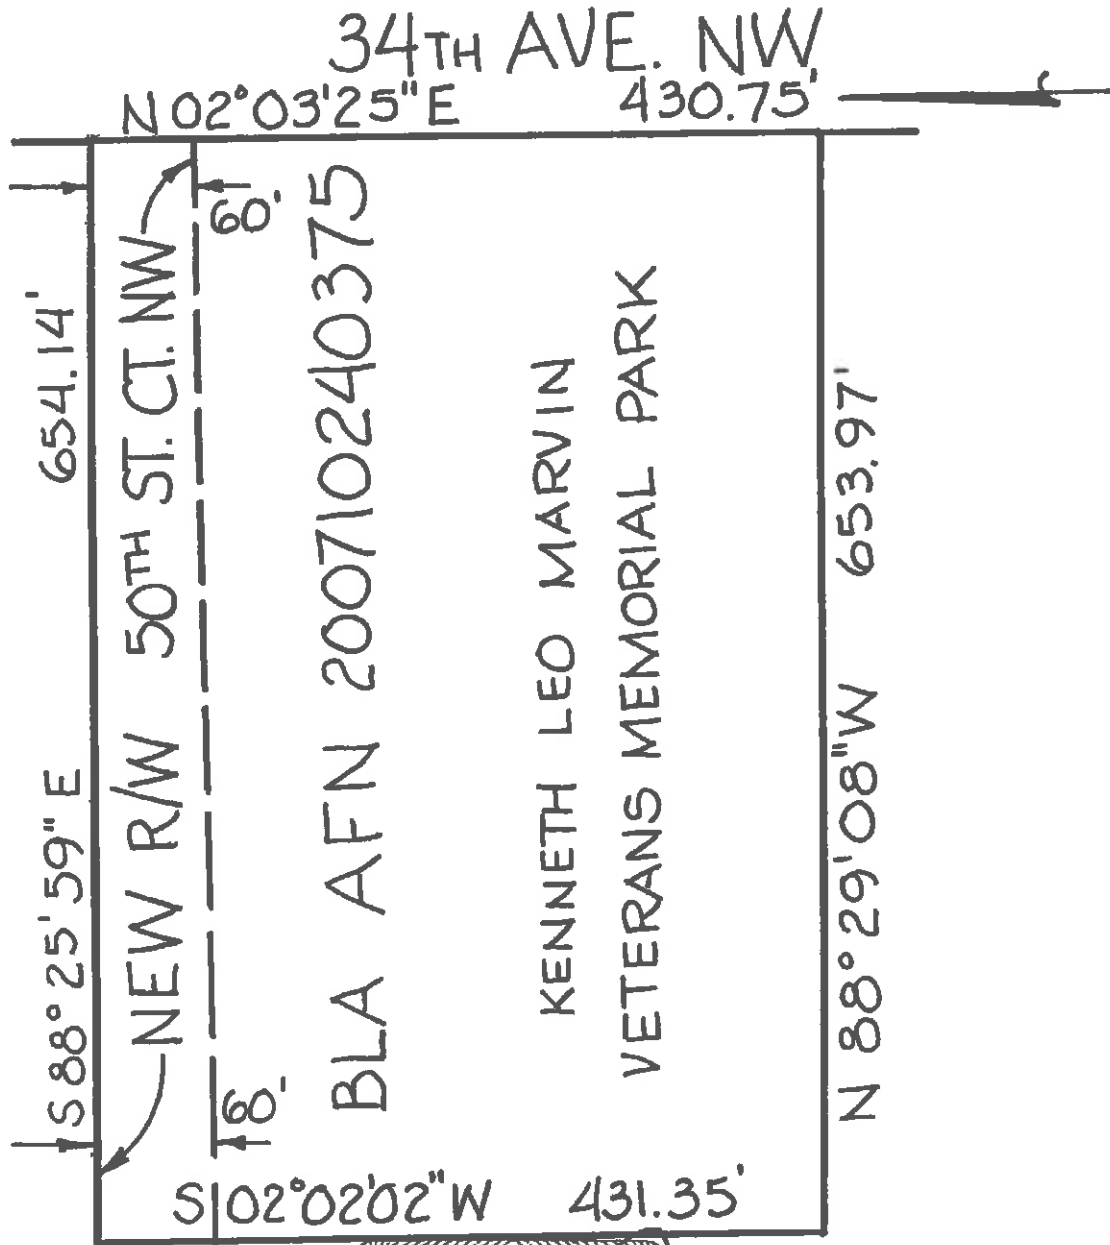 34TH AVE. NW
N 02°03'25" E 430.75'
60'
654.14'
S 88° 25' 59" E
NEW R/W 50TH ST. CT. NW
BLA AFN 200710240375
KENNETH LEO MARVIN
VETERANS MEMORIAL PARK
N 88° 29' 08" W 653.97'
60'
S 02°02'02" W 431.35'